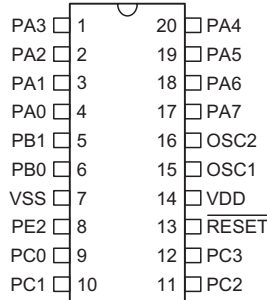 PA3 1 20 PA4
PA2 2 19 PA5
PA1 3 18 PA6
PA0 4 17 PA7
PB1 5 16 OSC2
PB0 6 15 OSC1
VSS 7 14 VDD
PE2 8 13 R̅E̅S̅E̅T̅
PC0 9 12 PC3
PC1 10 11 PC2